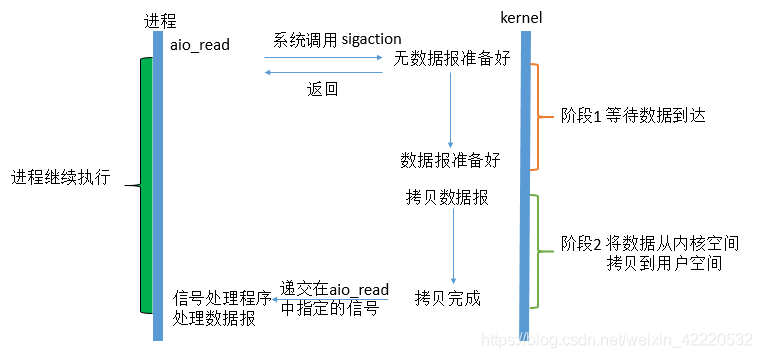 进程
kernel
aio_read
系统调用 sigaction
无数据报准备好
返回
阶段1 等待数据到达
数据报准备好
进程继续执行
拷贝数据报
阶段2 将数据从内核空间
拷贝到用户空间
信号处理程序
处理数据报
递交在aio_read
中指定的信号
拷贝完成
https://blog.csdn.net/weixin_42220532